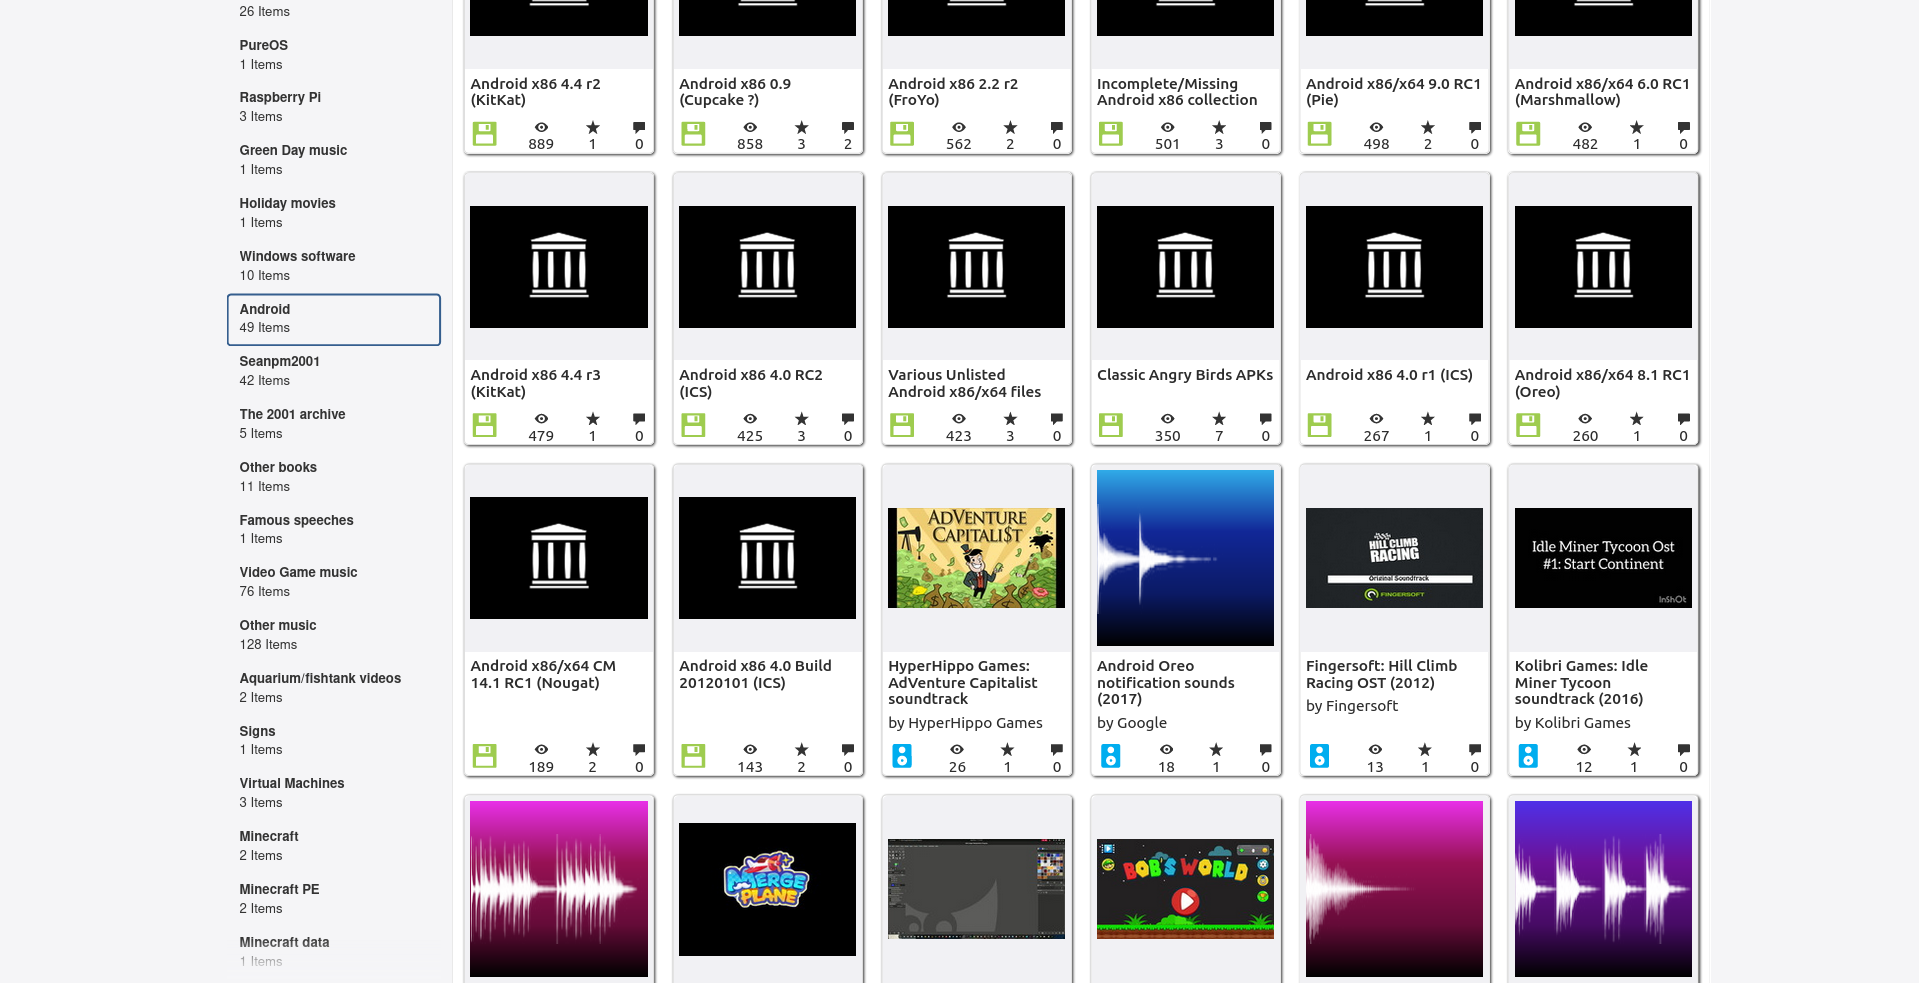 26 Items
PureOS
1 Items
Raspberry Pi
3 Items
Green Day music
1 Items
Holiday movies
1 Items
Windows software
10 Items
Android
49 Items
Seanpm2001
42 Items
The 2001 archive
5 Items
Other books
11 Items
Famous speeches
1 Items
Video Game music
76 Items
Other music
128 Items
Aquarium/fishtank videos
2 Items
Signs
1 Items
Virtual Machines
3 Items
Minecraft
2 Items
Minecraft PE
2 Items
Minecraft data
1 Items
Android x86 4.4 r2
(KitKat)
889 1 0
Android x86 0.9
(Cupcake ?)
858 3 2
Android x86 2.2 r2
(FroYo)
562 2 0
Incomplete/Missing
Android x86 collection
501 3 0
Android x86/x64 9.0 RC1
(Pie)
498 2 0
Android x86/x64 6.0 RC1
(Marshmallow)
482 1 0
Android x86 4.4 r3
(KitKat)
479 1 0
Android x86 4.0 RC2
(ICS)
425 3 0
Various Unlisted
Android x86/x64 files
423 3 0
Classic Angry Birds APKs
350 7 0
Android x86 4.0 r1 (ICS)
267 1 0
Android x86/x64 8.1 RC1
(Oreo)
260 1 0
Android x86/x64 CM
14.1 RC1 (Nougat)
189 2 0
Android x86 4.0 Build
20120101 (ICS)
143 2 0
ADVENTURE
CAPITALI$T
HyperHippo Games:
AdVenture Capitalist
soundtrack
by HyperHippo Games
26 1 0
Android Oreo
notification sounds
(2017)
by Google
18 1 0
HILL CLIMB
RACING
Original Soundtrack
FINGERSOFT
Fingersoft: Hill Climb
Racing OST (2012)
by Fingersoft
13 1 0
Idle Miner Tycoon Ost
#1: Start Continent
InShOt
Kolibri Games: Idle
Miner Tycoon
soundtrack (2016)
by Kolibri Games
12 1 0
MERGE
PLANE
BOB'S WORLD